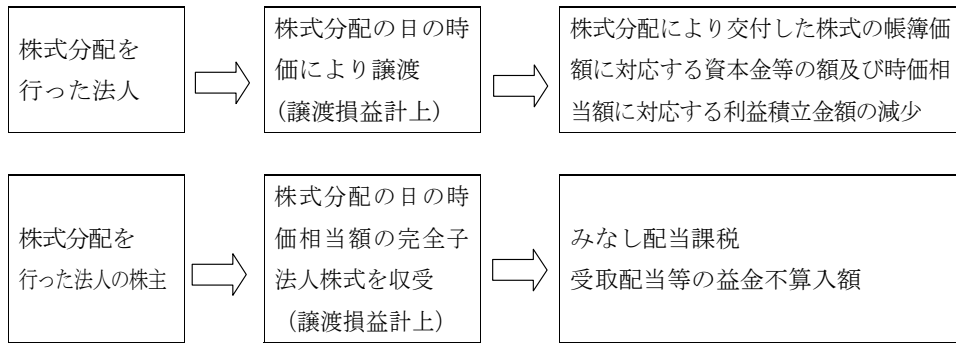 株式分配を
行った法人
株式分配の日の時
価により譲渡
（譲渡損益計上）
株式分配により交付した株式の帳簿価
額に対応する資本金等の額及び時価相
当額に対応する利益積立金額の減少
株式分配を
行った法人の株主
株式分配の日の時
価相当額の完全子
法人株式を収受
（譲渡損益計上）
みなし配当課税
受取配当等の益金不算入額